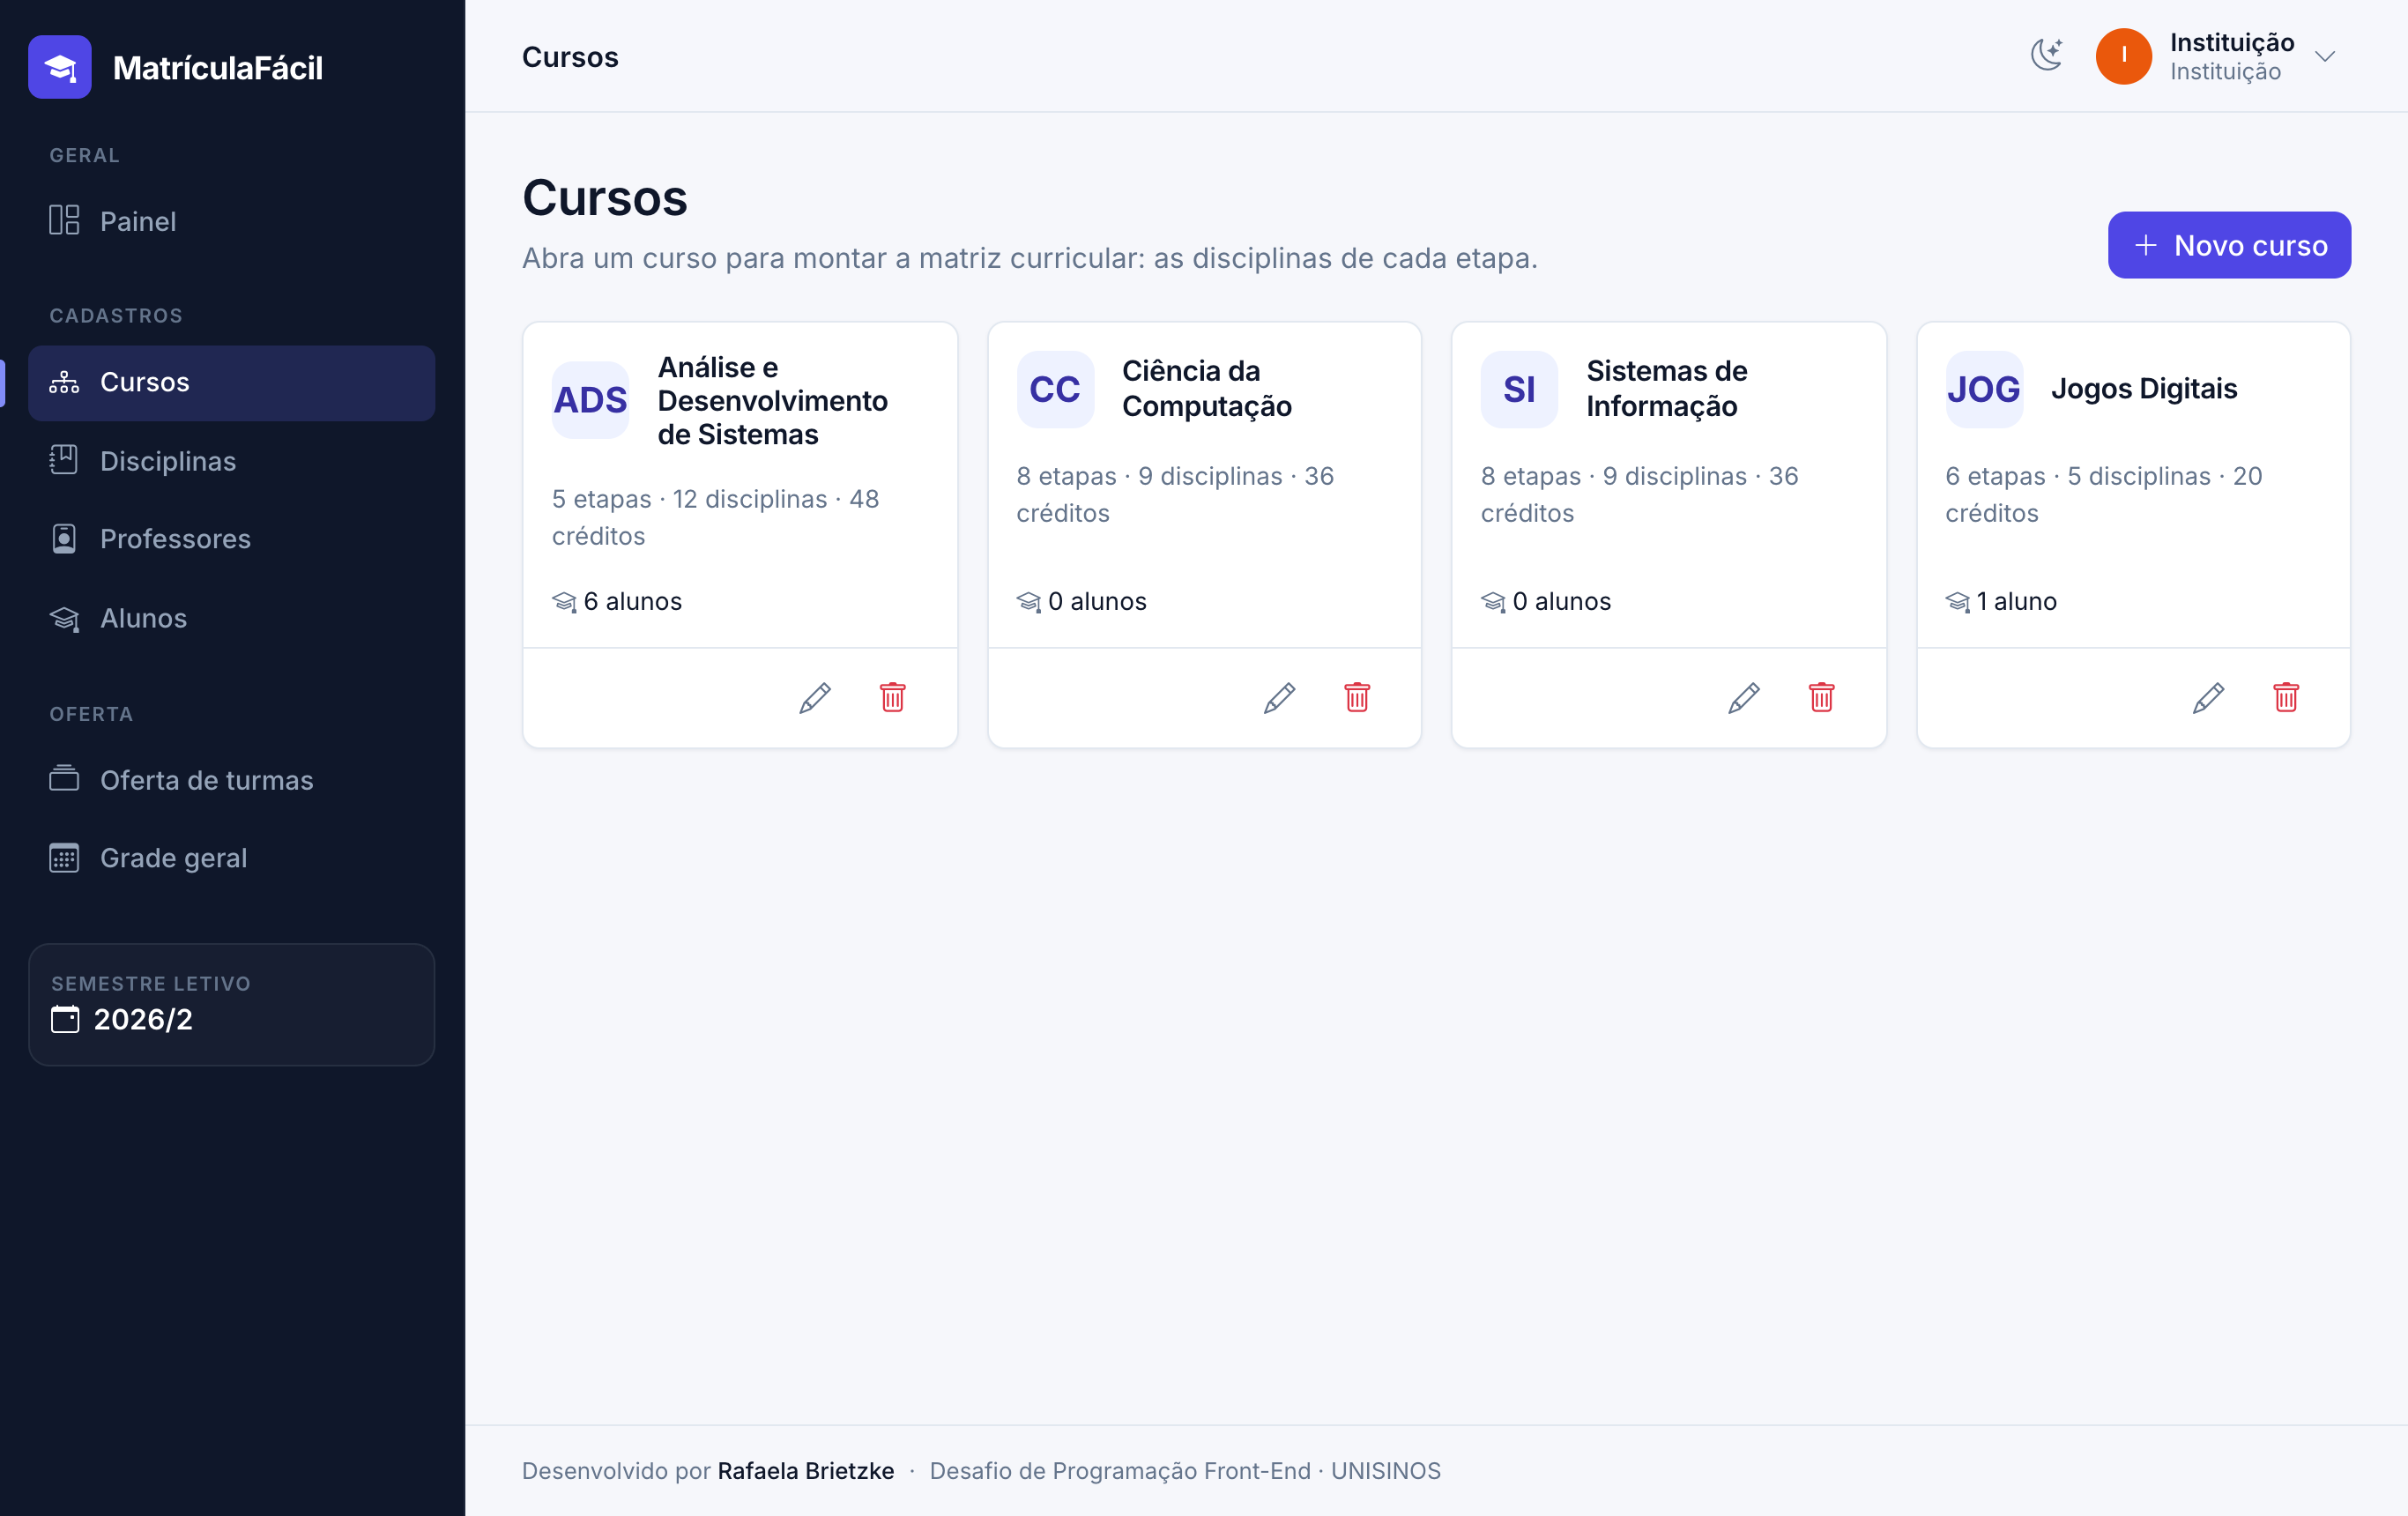 MatrículaFácil
GERAL
Painel
CADASTROS
Cursos
Disciplinas
Professores
Alunos
OFERTA
Oferta de turmas
Grade geral
SEMESTRE LETIVO
2026/2
Cursos
I
Instituição
Instituição
Cursos
Abra um curso para montar a matriz curricular: as disciplinas de cada etapa.
Novo curso
ADS
Análise e
Desenvolvimento
de Sistemas
5 etapas · 12 disciplinas · 48
créditos
6 alunos
CC
Ciência da
Computação
8 etapas · 9 disciplinas · 36
créditos
0 alunos
SI
Sistemas de
Informação
8 etapas · 9 disciplinas · 36
créditos
0 alunos
JOG
Jogos Digitais
6 etapas · 5 disciplinas · 20
créditos
1 aluno
Desenvolvido por Rafaela Brietzke · Desafio de Programação Front-End · UNISINOS